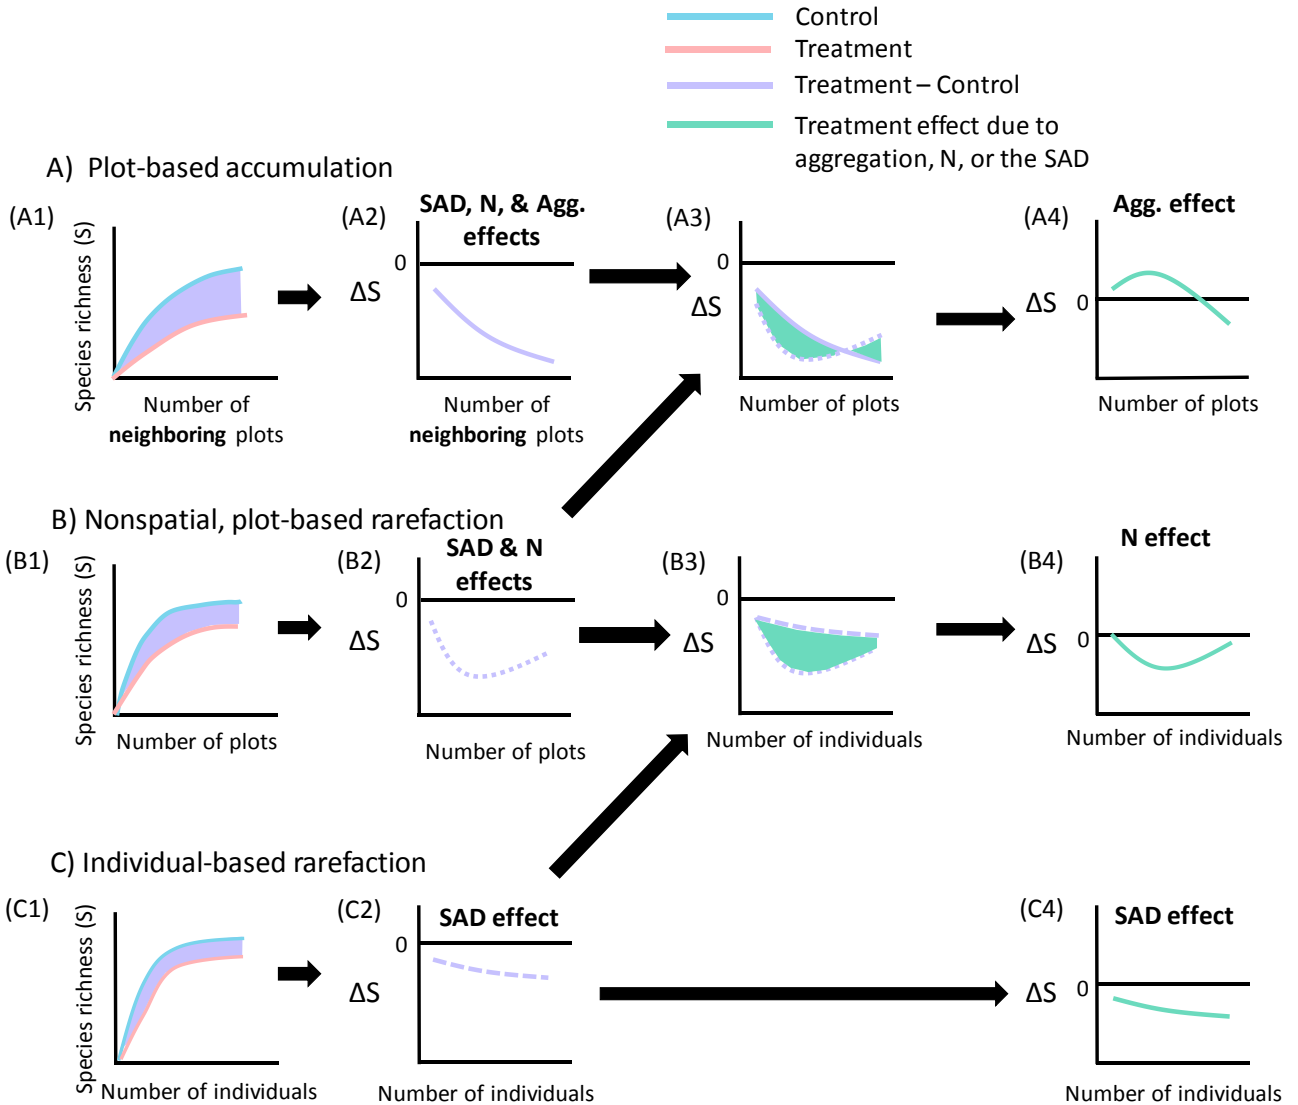 Control
Treatment
Treatment – Control
Treatment effect due to
aggregation, N, or the SAD
A) Plot-based accumulation
(A1)
Species richness (S)
Number of
neighboring plots
(A2)
SAD, N, & Agg.
effects
0
ΔS
Number of
neighboring plots
(A3)
0
ΔS
Number of plots
(A4)
Agg. effect
ΔS
0
Number of plots
B) Nonspatial, plot-based rarefaction
(B1)
Species richness (S)
Number of plots
(B2)
SAD & N
effects
0
ΔS
Number of plots
(B3)
0
ΔS
Number of individuals
(B4)
N effect
0
ΔS
Number of individuals
C) Individual-based rarefaction
(C1)
Species richness (S)
Number of individuals
(C2)
SAD effect
0
ΔS
Number of individuals
(C4)
SAD effect
0
ΔS
Number of individuals